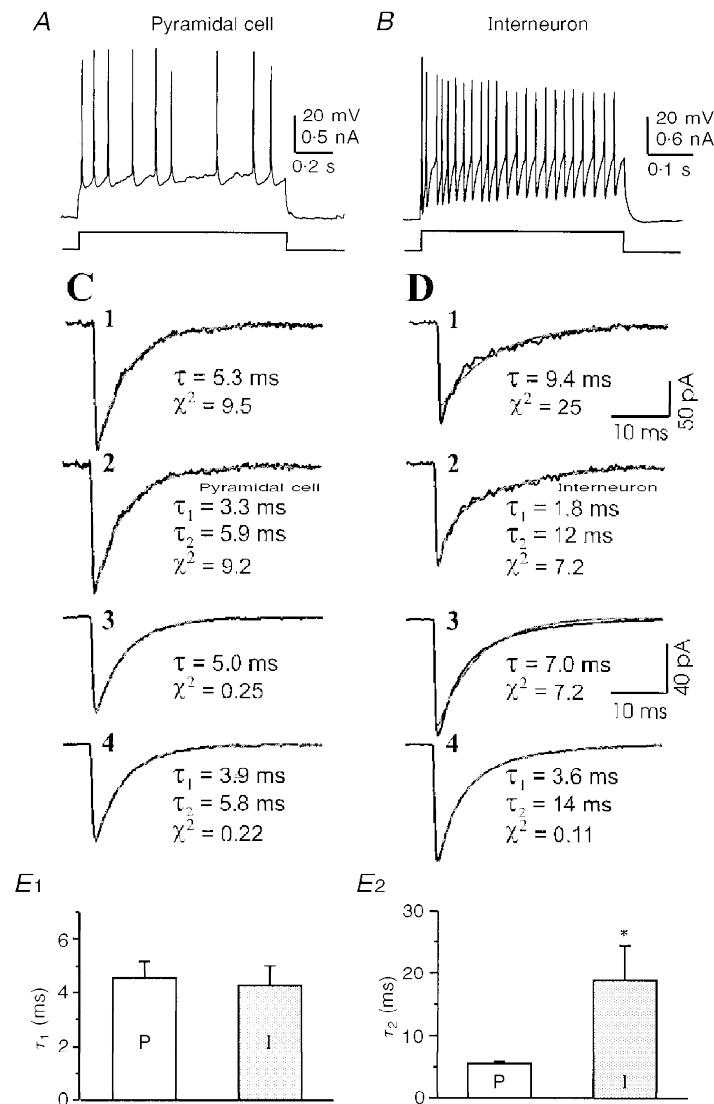 A Pyramidal cell
B Interneuron
20 mV
0·5 nA
0·2 s
20 mV
0·6 nA
0·1 s
C
D
1
τ = 5.3 ms
χ² = 9.5
1
τ = 9.4 ms
χ² = 25
10 ms
50 pA
2
Pyramidal cell
τ₁ = 3.3 ms
τ₂ = 5.9 ms
χ² = 9.2
2
Interneuron
τ₁ = 1.8 ms
τ₂ = 12 ms
χ² = 7.2
3
τ = 5.0 ms
χ² = 0.25
3
τ = 7.0 ms
χ² = 7.2
10 ms
40 pA
4
τ₁ = 3.9 ms
τ₂ = 5.8 ms
χ² = 0.22
4
τ₁ = 3.6 ms
τ₂ = 14 ms
χ² = 0.11
E1
τ₁ (ms)
6
4
2
0
P
I
E2
τ₂ (ms)
30
20
10
0
P
I
*